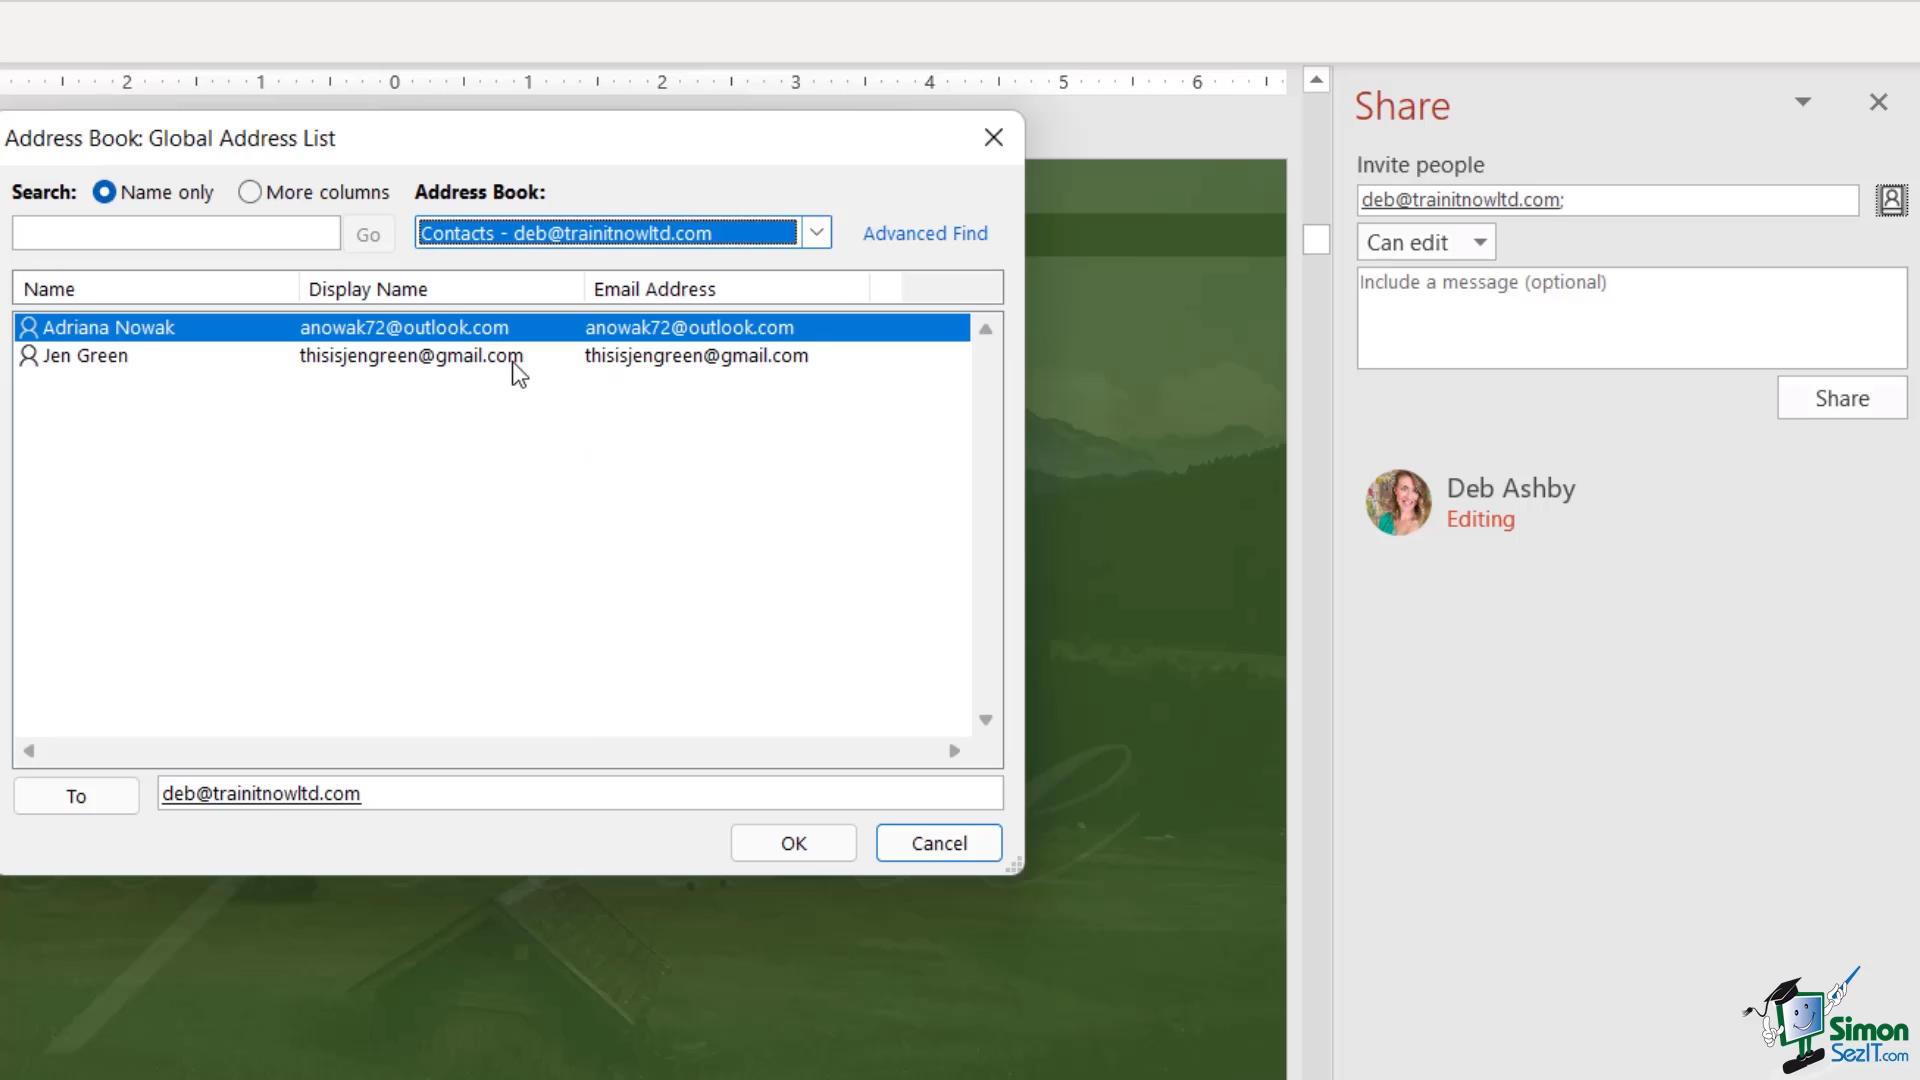 2 1 0 1 2 3 4 5 6
Address Book: Global Address List
Search: Name only More columns Address Book:
Go Contacts - deb@trainitnowltd.com Advanced Find
Name Display Name Email Address
Adriana Nowak anowak72@outlook.com anowak72@outlook.com
Jen Green thisisjengreen@gmail.com thisisjengreen@gmail.com
To deb@trainitnowltd.com
OK Cancel
Share
Invite people
deb@trainitnowltd.com;
Can edit
Include a message (optional)
Share
Deb Ashby
Editing
Simon
SezIT.com